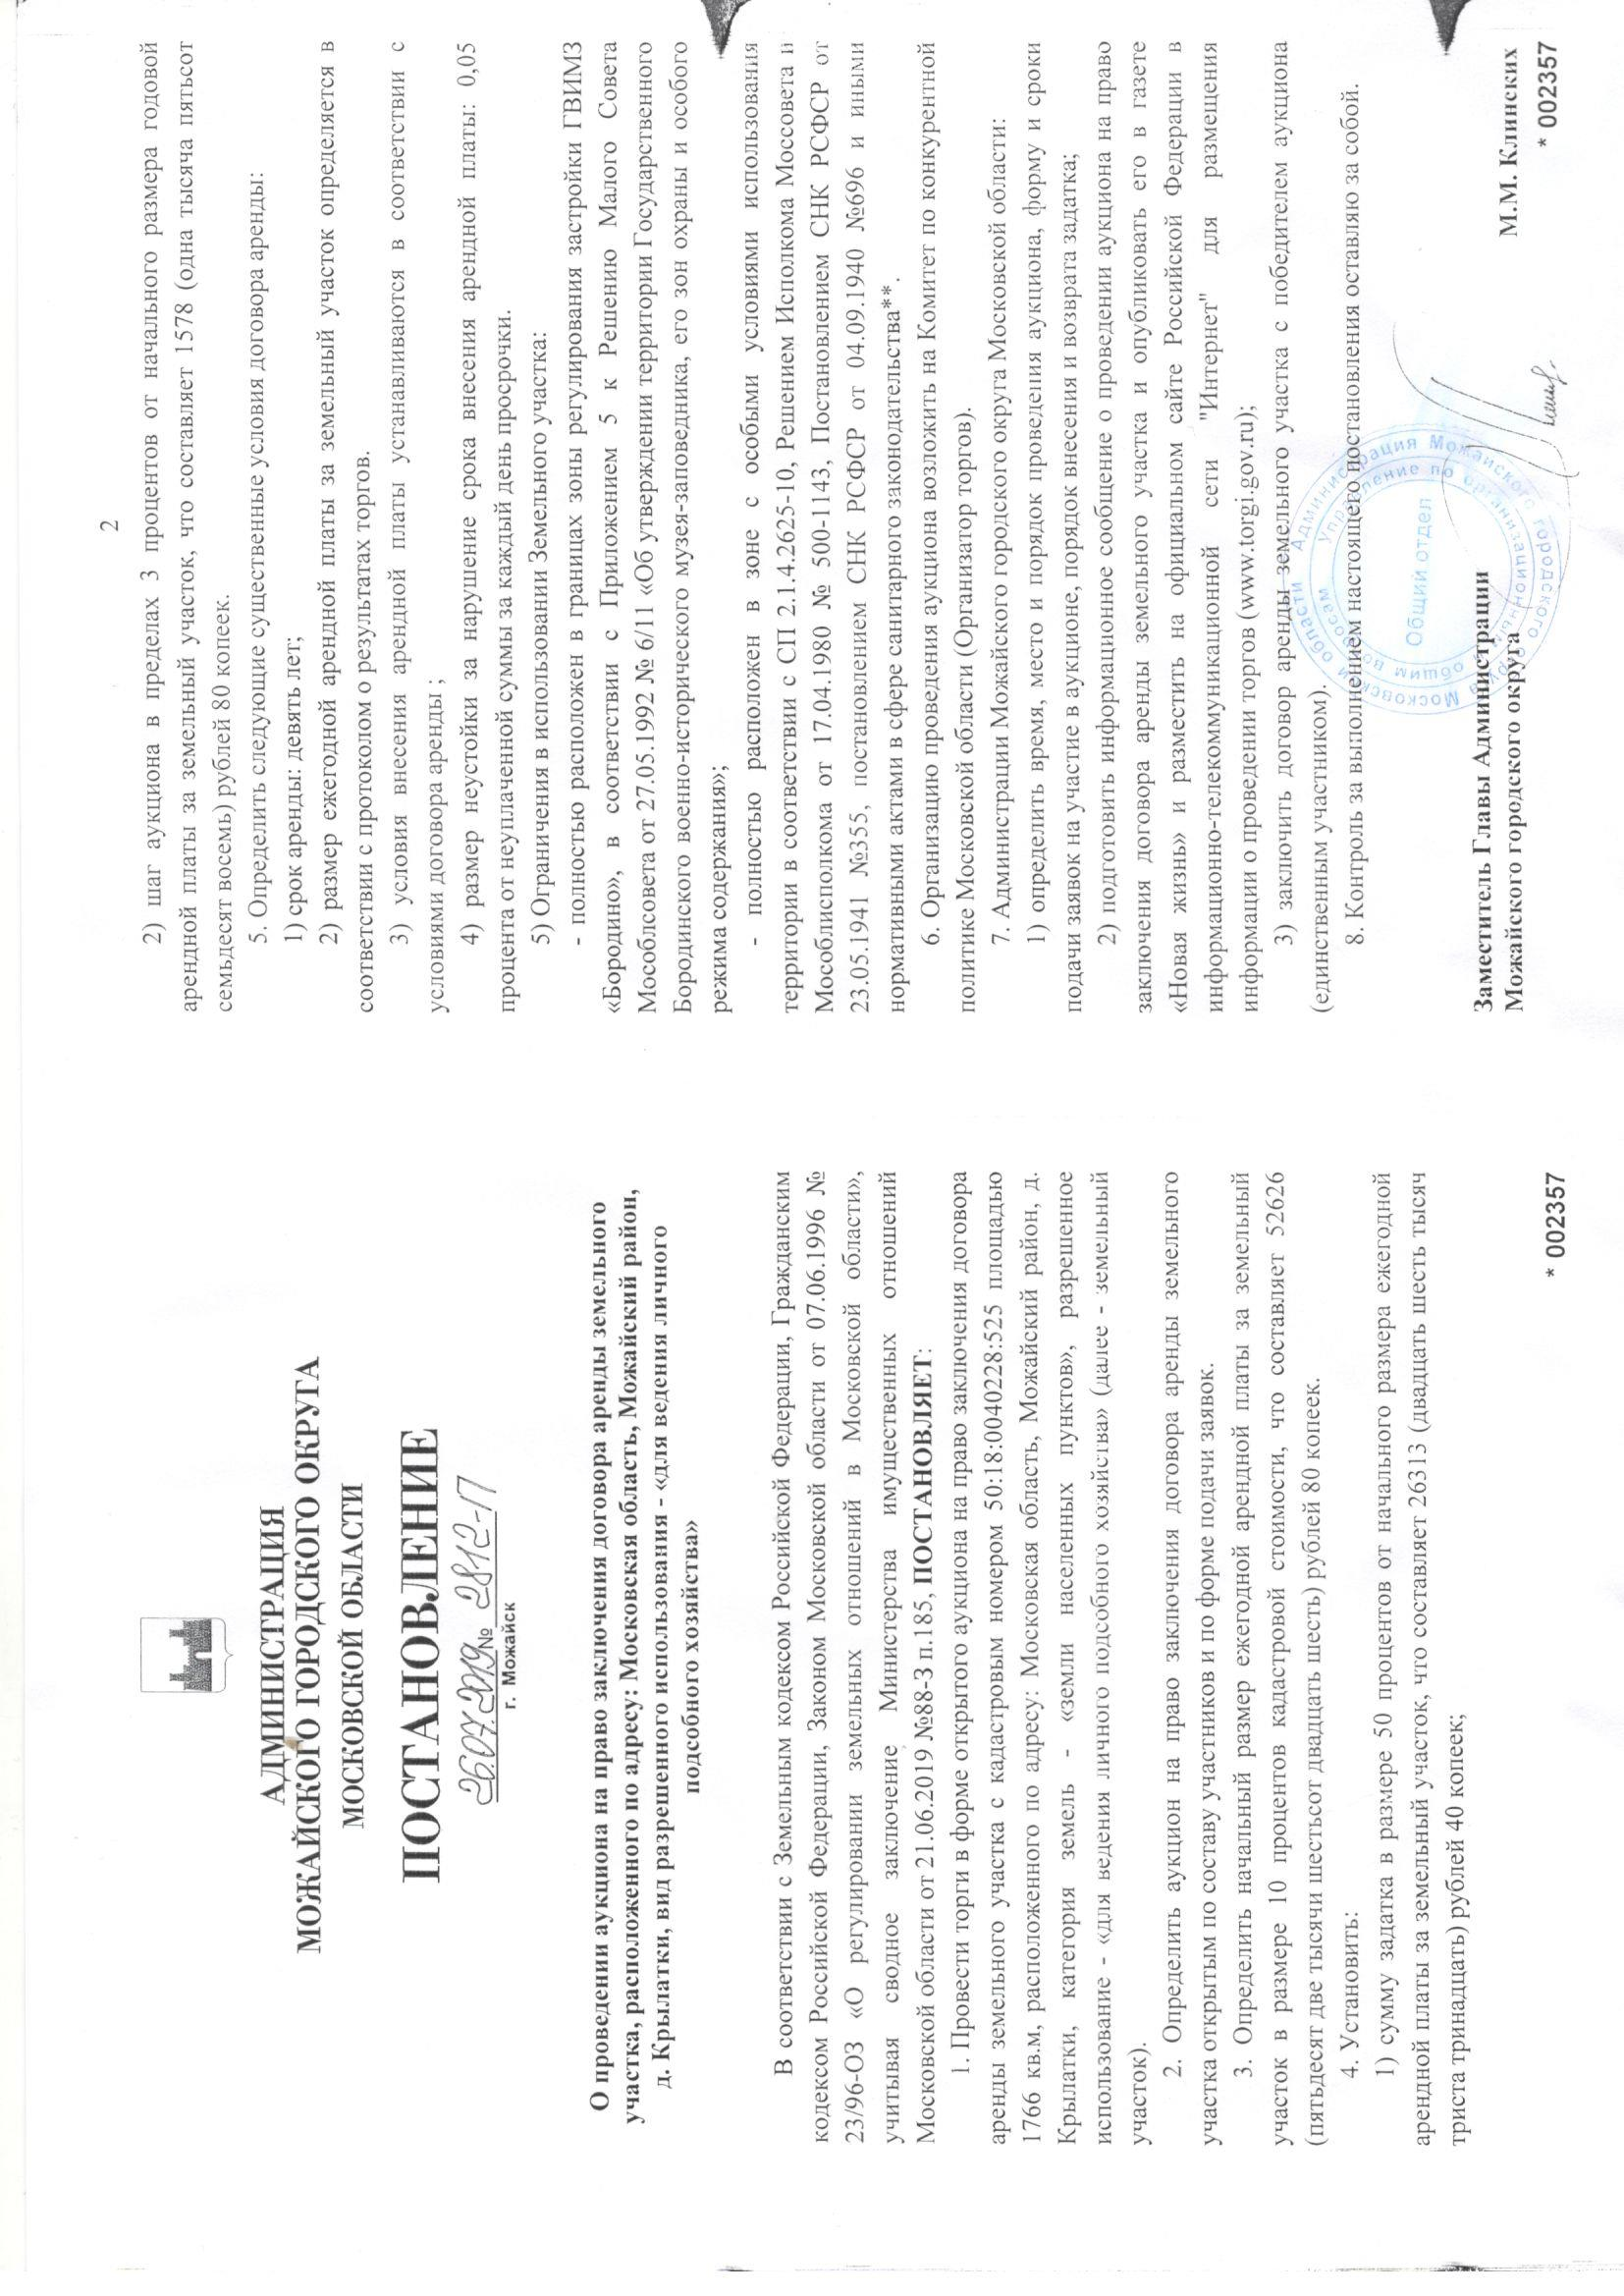 АДМИНИСТРАЦИЯ
МОЖАЙСКОГО ГОРОДСКОГО ОКРУГА
МОСКОВСКОЙ ОБЛАСТИ
ПОСТАНОВЛЕНИЕ
26.07.2019 № 2812-П
г. Можайск
О проведении аукциона на право заключения договора аренды земельного
участка, расположенного по адресу: Московская область, Можайский район,
д. Крылатки, вид разрешенного использования - «для ведения личного
подсобного хозяйства»
В соответствии с Земельным кодексом Российской Федерации, Гражданским
кодексом Российской Федерации, Законом Московской области от 07.06.1996 №
23/96-ОЗ «О регулировании земельных отношений в Московской области»,
учитывая сводное заключение Министерства имущественных отношений
Московской области от 21.06.2019 №88-З п.185, ПОСТАНОВЛЯЕТ:
1. Провести торги в форме открытого аукциона на право заключения договора
аренды земельного участка с кадастровым номером 50:18:0040228:525 площадью
1766 кв.м, расположенного по адресу: Московская область, Можайский район, д.
Крылатки, категория земель - «земли населенных пунктов», разрешенное
использование - «для ведения личного подсобного хозяйства» (далее - земельный
участок).
2. Определить аукцион на право заключения договора аренды земельного
участка открытым по составу участников и по форме подачи заявок.
3. Определить начальный размер ежегодной арендной платы за земельный
участок в размере 10 процентов кадастровой стоимости, что составляет 52626
(пятьдесят две тысячи шестьсот двадцать шесть) рублей 80 копеек.
4. Установить:
1) сумму задатка в размере 50 процентов от начального размера ежегодной
арендной платы за земельный участок, что составляет 26313 (двадцать шесть тысяч
триста тринадцать) рублей 40 копеек;
* 002357
2
2) шаг аукциона в пределах 3 процентов от начального размера годовой
арендной платы за земельный участок, что составляет 1578 (одна тысяча пятьсот
семьдесят восемь) рублей 80 копеек.
5. Определить следующие существенные условия договора аренды:
1) срок аренды: девять лет;
2) размер ежегодной арендной платы за земельный участок определяется в
соответствии с протоколом о результатах торгов.
3) условия внесения арендной платы устанавливаются в соответствии с
условиями договора аренды ;
4) размер неустойки за нарушение срока внесения арендной платы: 0,05
процента от неуплаченной суммы за каждый день просрочки.
5) Ограничения в использовании Земельного участка:
- полностью расположен в границах зоны регулирования застройки ГВИМЗ
«Бородино», в соответствии с Приложением 5 к Решению Малого Совета
Мособлсовета от 27.05.1992 № 6/11 «Об утверждении территории Государственного
Бородинского военно-исторического музея-заповедника, его зон охраны и особого
режима содержания»;
- полностью расположен в зоне с особыми условиями использования
территории в соответствии с СП 2.1.4.2625-10, Решением Исполкома Моссовета и
Мособлисполкома от 17.04.1980 № 500-1143, Постановлением СНК РСФСР от
23.05.1941 №355, постановлением СНК РСФСР от 04.09.1940 №696 и иными
нормативными актами в сфере санитарного законодательства**.
6. Организацию проведения аукциона возложить на Комитет по конкурентной
политике Московской области (Организатор торгов).
7. Администрации Можайского городского округа Московской области:
1) определить время, место и порядок проведения аукциона, форму и сроки
подачи заявок на участие в аукционе, порядок внесения и возврата задатка;
2) подготовить информационное сообщение о проведении аукциона на право
заключения договора аренды земельного участка и опубликовать его в газете
«Новая жизнь» и разместить на официальном сайте Российской Федерации в
информационно-телекоммуникационной сети "Интернет" для размещения
информации о проведении торгов (www.torgi.gov.ru);
3) заключить договор аренды земельного участка с победителем аукциона
(единственным участником).
8. Контроль за выполнением настоящего постановления оставляю за собой.
Заместитель Главы Администрации
Можайского городского округа М.М. Клинских
Администрация Можайского городского округа Московской области
Управление по организационным и общим вопросам
Общий отдел
* 002357